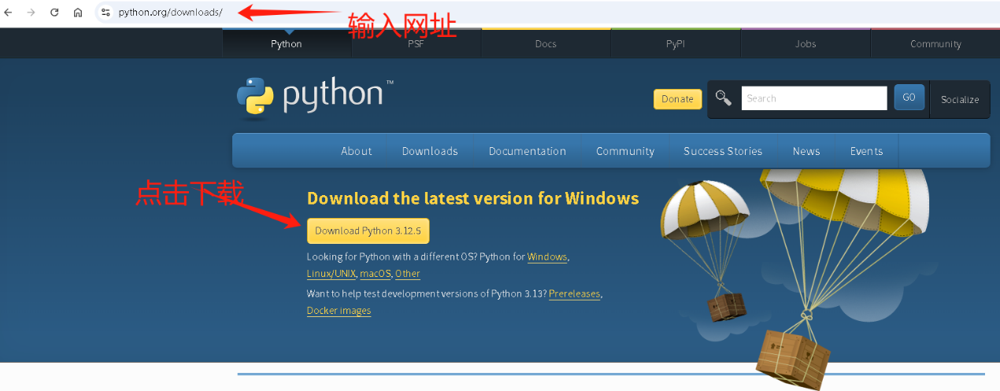 python.org/downloads/
输入网址
Python
PSF
Docs
PyPI
Jobs
Community
python™
Donate
Search
GO
Socialize
About
Downloads
Documentation
Community
Success Stories
News
Events
点击下载
Download the latest version for Windows
Download Python 3.12.5
Looking for Python with a different OS? Python for Windows,
Linux/UNIX, macOS, Other
Want to help test development versions of Python 3.13? Prereleases,
Docker images